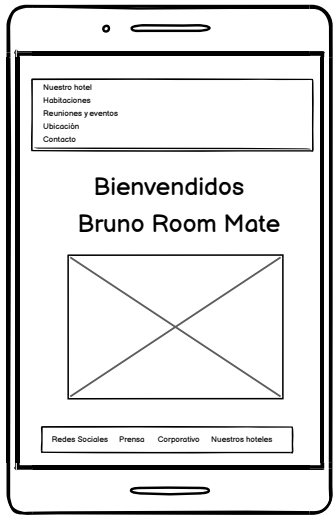 Nuestro hotel
Habitaciones
Reuniones y eventos
Ubicación
Contacto
Bienvendidos
Bruno Room Mate
Redes Sociales Prensa Corporativo Nuestros hoteles